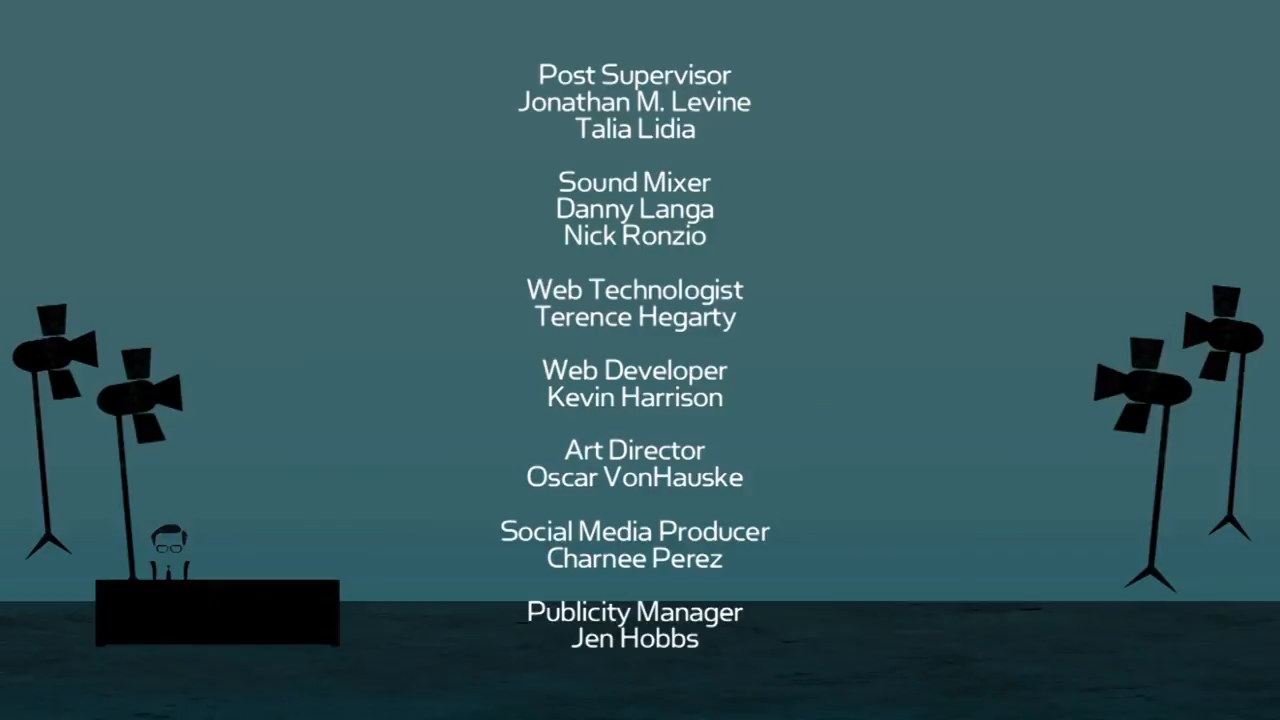 Post Supervisor
Jonathan M. Levine
Talia Lidia
Sound Mixer
Danny Langa
Nick Ronzio
Web Technologist
Terence Hegarty
Web Developer
Kevin Harrison
Art Director
Oscar VonHauske
Social Media Producer
Charnee Perez
Publicity Manager
Jen Hobbs